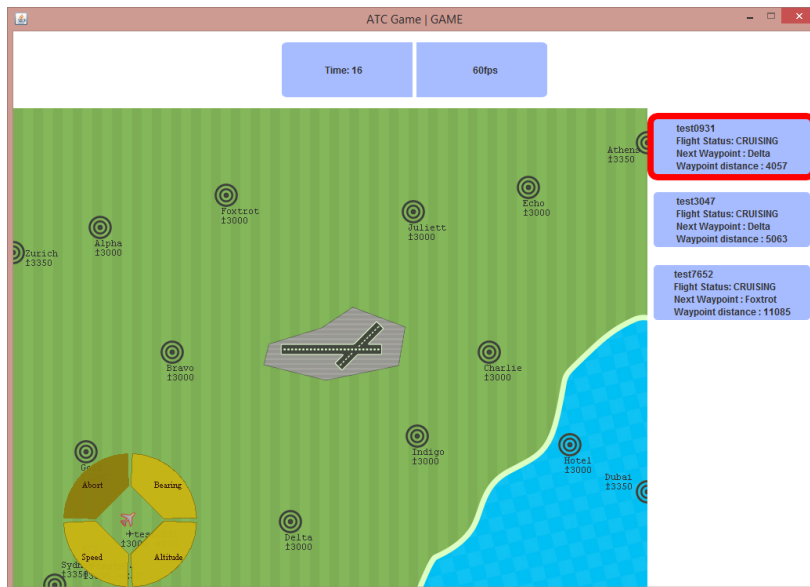 ATC Game | GAME
Time: 16
60fps
test0931
Flight Status: CRUISING
Next Waypoint : Delta
Waypoint distance : 4057
test3047
Flight Status: CRUISING
Next Waypoint : Delta
Waypoint distance : 5063
test7652
Flight Status: CRUISING
Next Waypoint : Foxtrot
Waypoint distance : 11085
Athens
‡3350
Echo
‡3000
Foxtrot
‡3000
Juliett
‡3000
Alpha
‡3000
Zurich
‡3350
Bravo
‡3000
Charlie
‡3000
Indigo
‡3000
Hotel
‡3000
Dubai
‡3350
Delta
‡3000
Abort
Bearing
Speed
Altitude